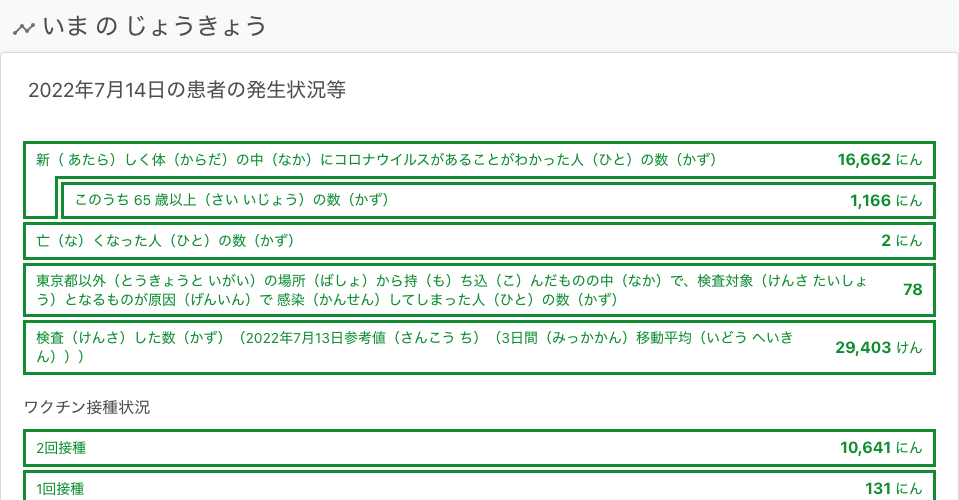 いま の じょうきょう
2022年7月14日の患者の発生状況等
新（ あたら）しく体（からだ）の中（なか）にコロナウイルスがあることがわかった人（ひと）の数（かず） 16,662 にん
このうち 65 歳以上（さい いじょう）の数（かず） 1,166 にん
亡（な）くなった人（ひと）の数（かず） 2 にん
東京都以外（とうきょうと いがい）の場所（ばしょ）から持（も）ち込（こ）んだものの中（なか）で、検査対象（けんさ たいしょ
う）となるものが原因（げんいん）で 感染（かんせん）してしまった人（ひと）の数（かず） 78
検査（けんさ）した数（かず）（2022年7月13日参考値（さんこう ち）（3日間（みっかかん）移動平均（いどう へいき
ん））） 29,403 けん
ワクチン接種状況
2回接種 10,641 にん
1回接種 131 にん